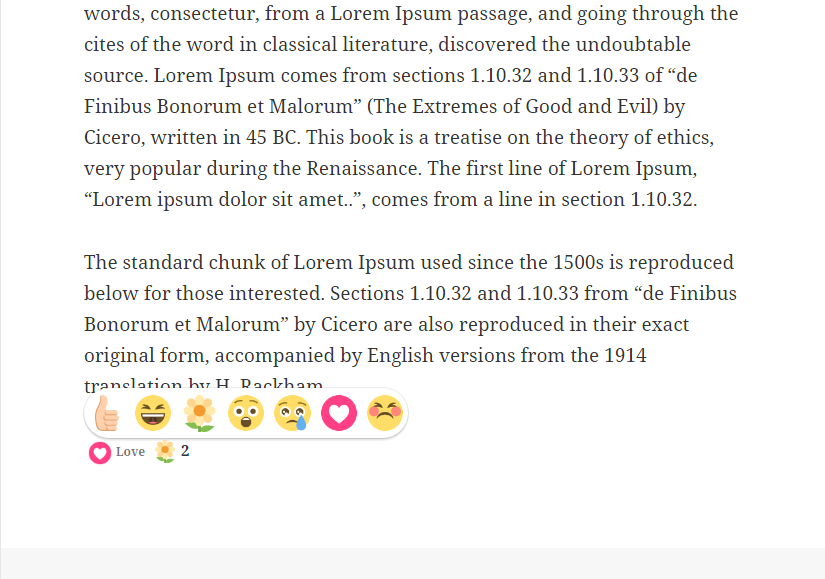 words, consectetur, from a Lorem Ipsum passage, and going through the
cites of the word in classical literature, discovered the undoubtable
source. Lorem Ipsum comes from sections 1.10.32 and 1.10.33 of “de
Finibus Bonorum et Malorum” (The Extremes of Good and Evil) by
Cicero, written in 45 BC. This book is a treatise on the theory of ethics,
very popular during the Renaissance. The first line of Lorem Ipsum,
“Lorem ipsum dolor sit amet..”, comes from a line in section 1.10.32.
The standard chunk of Lorem Ipsum used since the 1500s is reproduced
below for those interested. Sections 1.10.32 and 1.10.33 from “de Finibus
Bonorum et Malorum” by Cicero are also reproduced in their exact
original form, accompanied by English versions from the 1914
translation by H. Rackham
Love 2